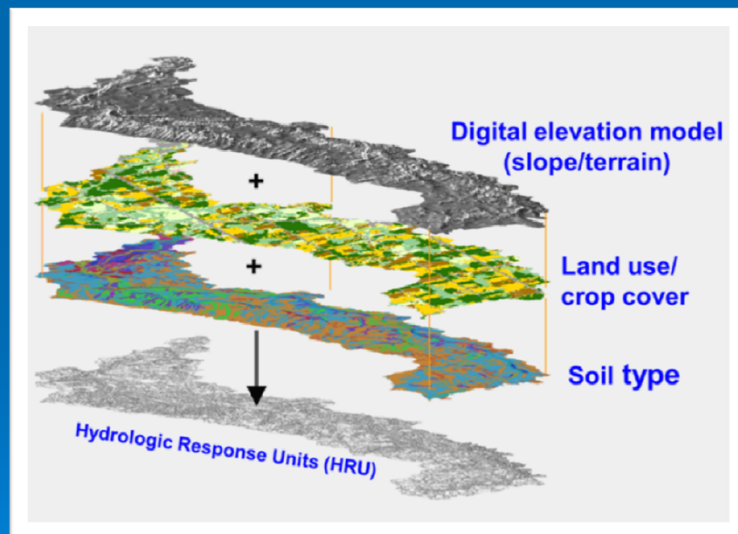 Digital elevation model
(slope/terrain)
+
Land use/
crop cover
+
Soil type
Hydrologic Response Units (HRU)